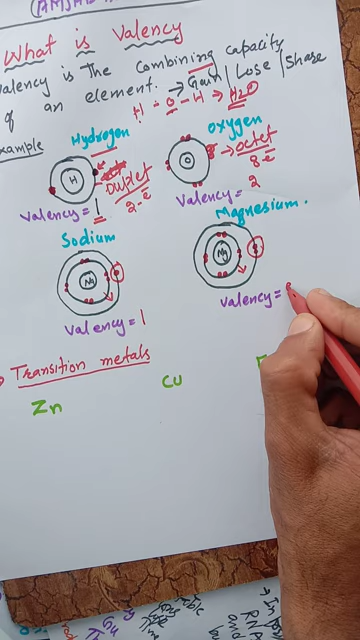 What is Valency
Valency is The Combining capacity
of an element. → Gain / Lose / Share
Example
H - O - H → H2O
Hydrogen
H
Duplet
2-e
Valency = 1
Oxygen
O
→ Octet
8-e
Valency = 2
Sodium
Na
Valency = 1
Magnesium.
Mg
Valency =
Transition metals
Zn
Cu